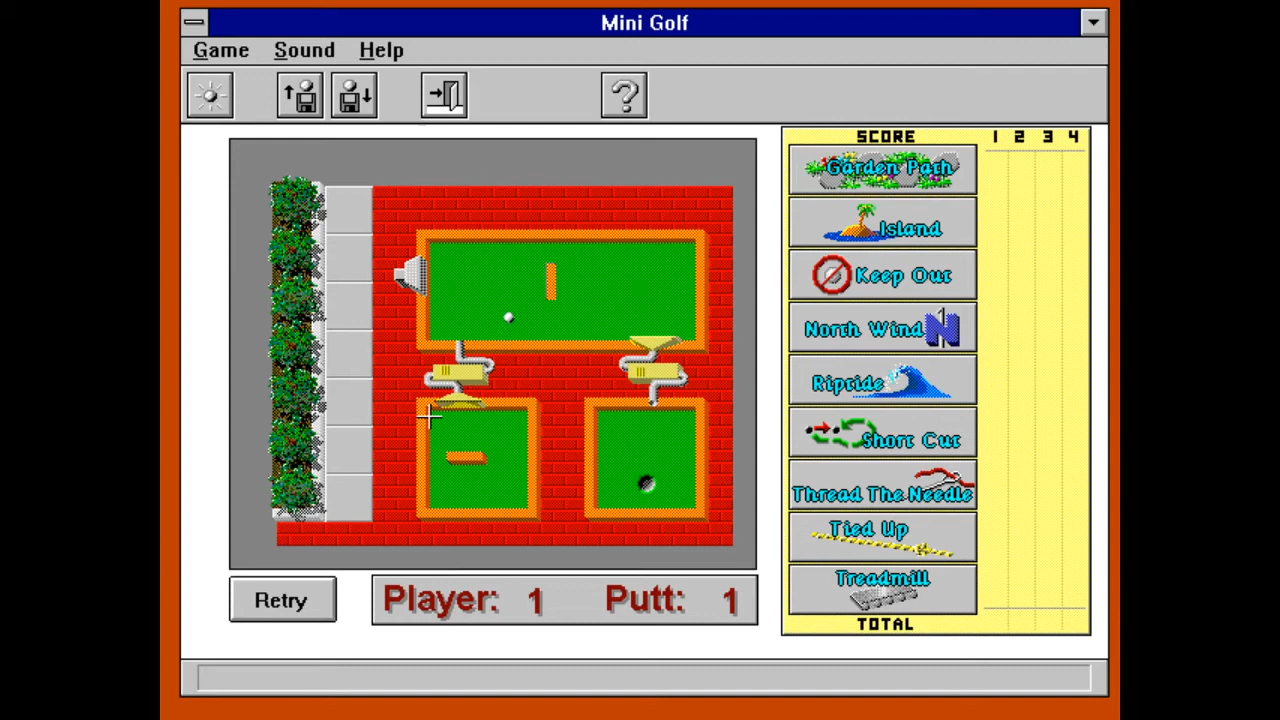 Mini Golf
Game Sound Help
SCORE 1 2 3 4
Garden Path
Island
Keep Out
North Wind N
Riptide
Short Cut
Thread The Needle
Tied Up
Treadmill
TOTAL
Retry
Player: 1 Putt: 1